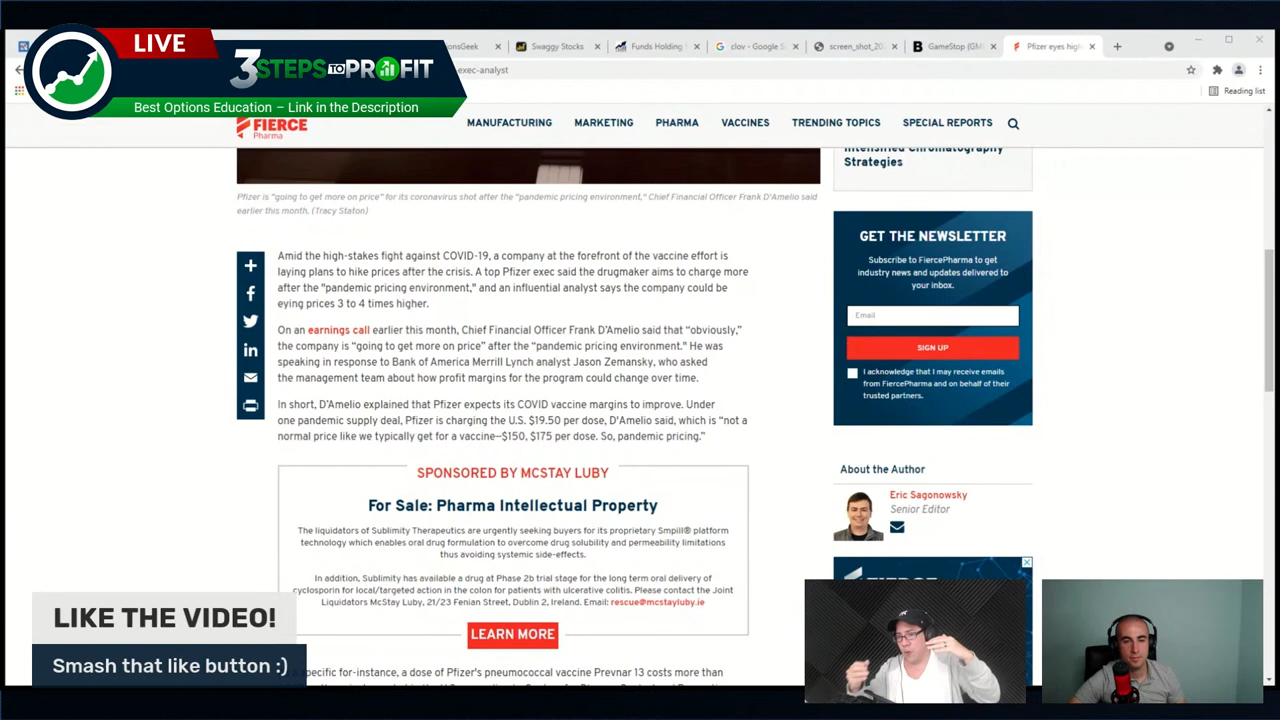 LIVE
3STEPSTOPROFIT
Best Options Education – Link in the Description
onsGeek
Swaggy Stocks
Funds Holding
clov - Google S
screen_shot_20
GameStop (GM
Pfizer eyes high
exec-analyst
Reading list
FIERCE
Pharma
MANUFACTURING
MARKETING
PHARMA
VACCINES
TRENDING TOPICS
SPECIAL REPORTS
Intensified Chromatography
Strategies
Pfizer is "going to get more on price" for its coronavirus shot after the "pandemic pricing environment," Chief Financial Officer Frank D'Amelio said
earlier this month. (Tracy Staton)
Amid the high-stakes fight against COVID-19, a company at the forefront of the vaccine effort is
laying plans to hike prices after the crisis. A top Pfizer exec said the drugmaker aims to charge more
after the "pandemic pricing environment," and an influential analyst says the company could be
eying prices 3 to 4 times higher.
On an earnings call earlier this month, Chief Financial Officer Frank D’Amelio said that “obviously,”
the company is “going to get more on price” after the “pandemic pricing environment." He was
speaking in response to Bank of America Merrill Lynch analyst Jason Zemansky, who asked
the management team about how profit margins for the program could change over time.
In short, D’Amelio explained that Pfizer expects its COVID vaccine margins to improve. Under
one pandemic supply deal, Pfizer is charging the U.S. $19.50 per dose, D'Amelio said, which is “not a
normal price like we typically get for a vaccine—$150, $175 per dose. So, pandemic pricing.”
SPONSORED BY MCSTAY LUBY
For Sale: Pharma Intellectual Property
The liquidators of Sublimity Therapeutics are urgently seeking buyers for its proprietary Smpill® platform
technology which enables oral drug formulation to overcome drug solubility and permeability limitations
thus avoiding systemic side-effects.
In addition, Sublimity has available a drug at Phase 2b trial stage for the long term oral delivery of
cyclosporin for local/targeted action in the colon for patients with ulcerative colitis. Please contact the Joint
Liquidators McStay Luby, 21/23 Fenian Street, Dublin 2, Ireland. Email: rescue@mcstayluby.ie
LEARN MORE
specific for-instance, a dose of Pfizer's pneumococcal vaccine Prevnar 13 costs more than
GET THE NEWSLETTER
Subscribe to FiercePharma to get
industry news and updates delivered to
your inbox.
Email
SIGN UP
I acknowledge that I may receive emails
from FiercePharma and on behalf of their
trusted partners.
About the Author
Eric Sagonowsky
Senior Editor
FIERCE
LIKE THE VIDEO!
Smash that like button :)